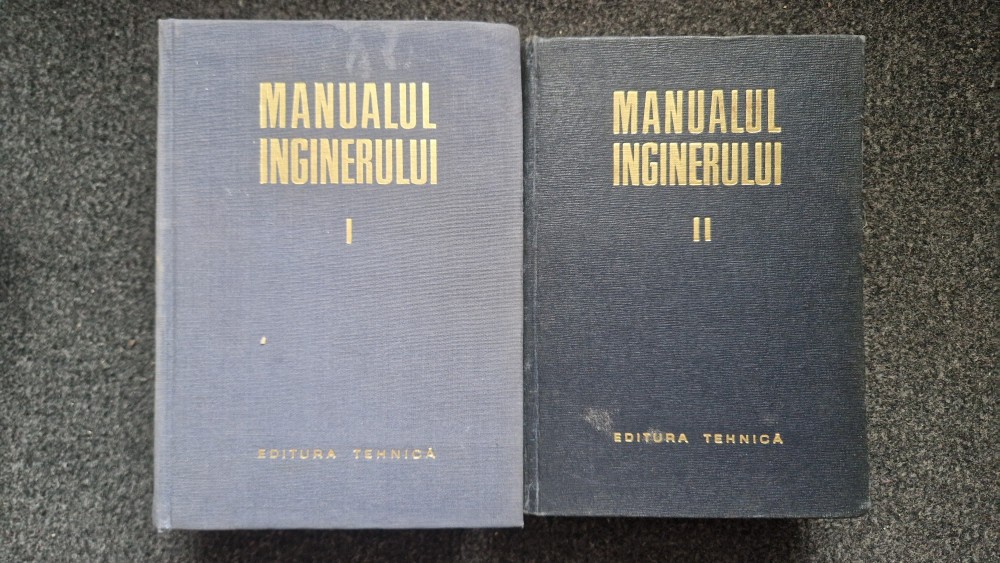 MANUALUL
INGINERULUI
I
EDITURA TEHNICĂ
MANUALUL
INGINERULUI
II
EDITURA TEHNICĂ